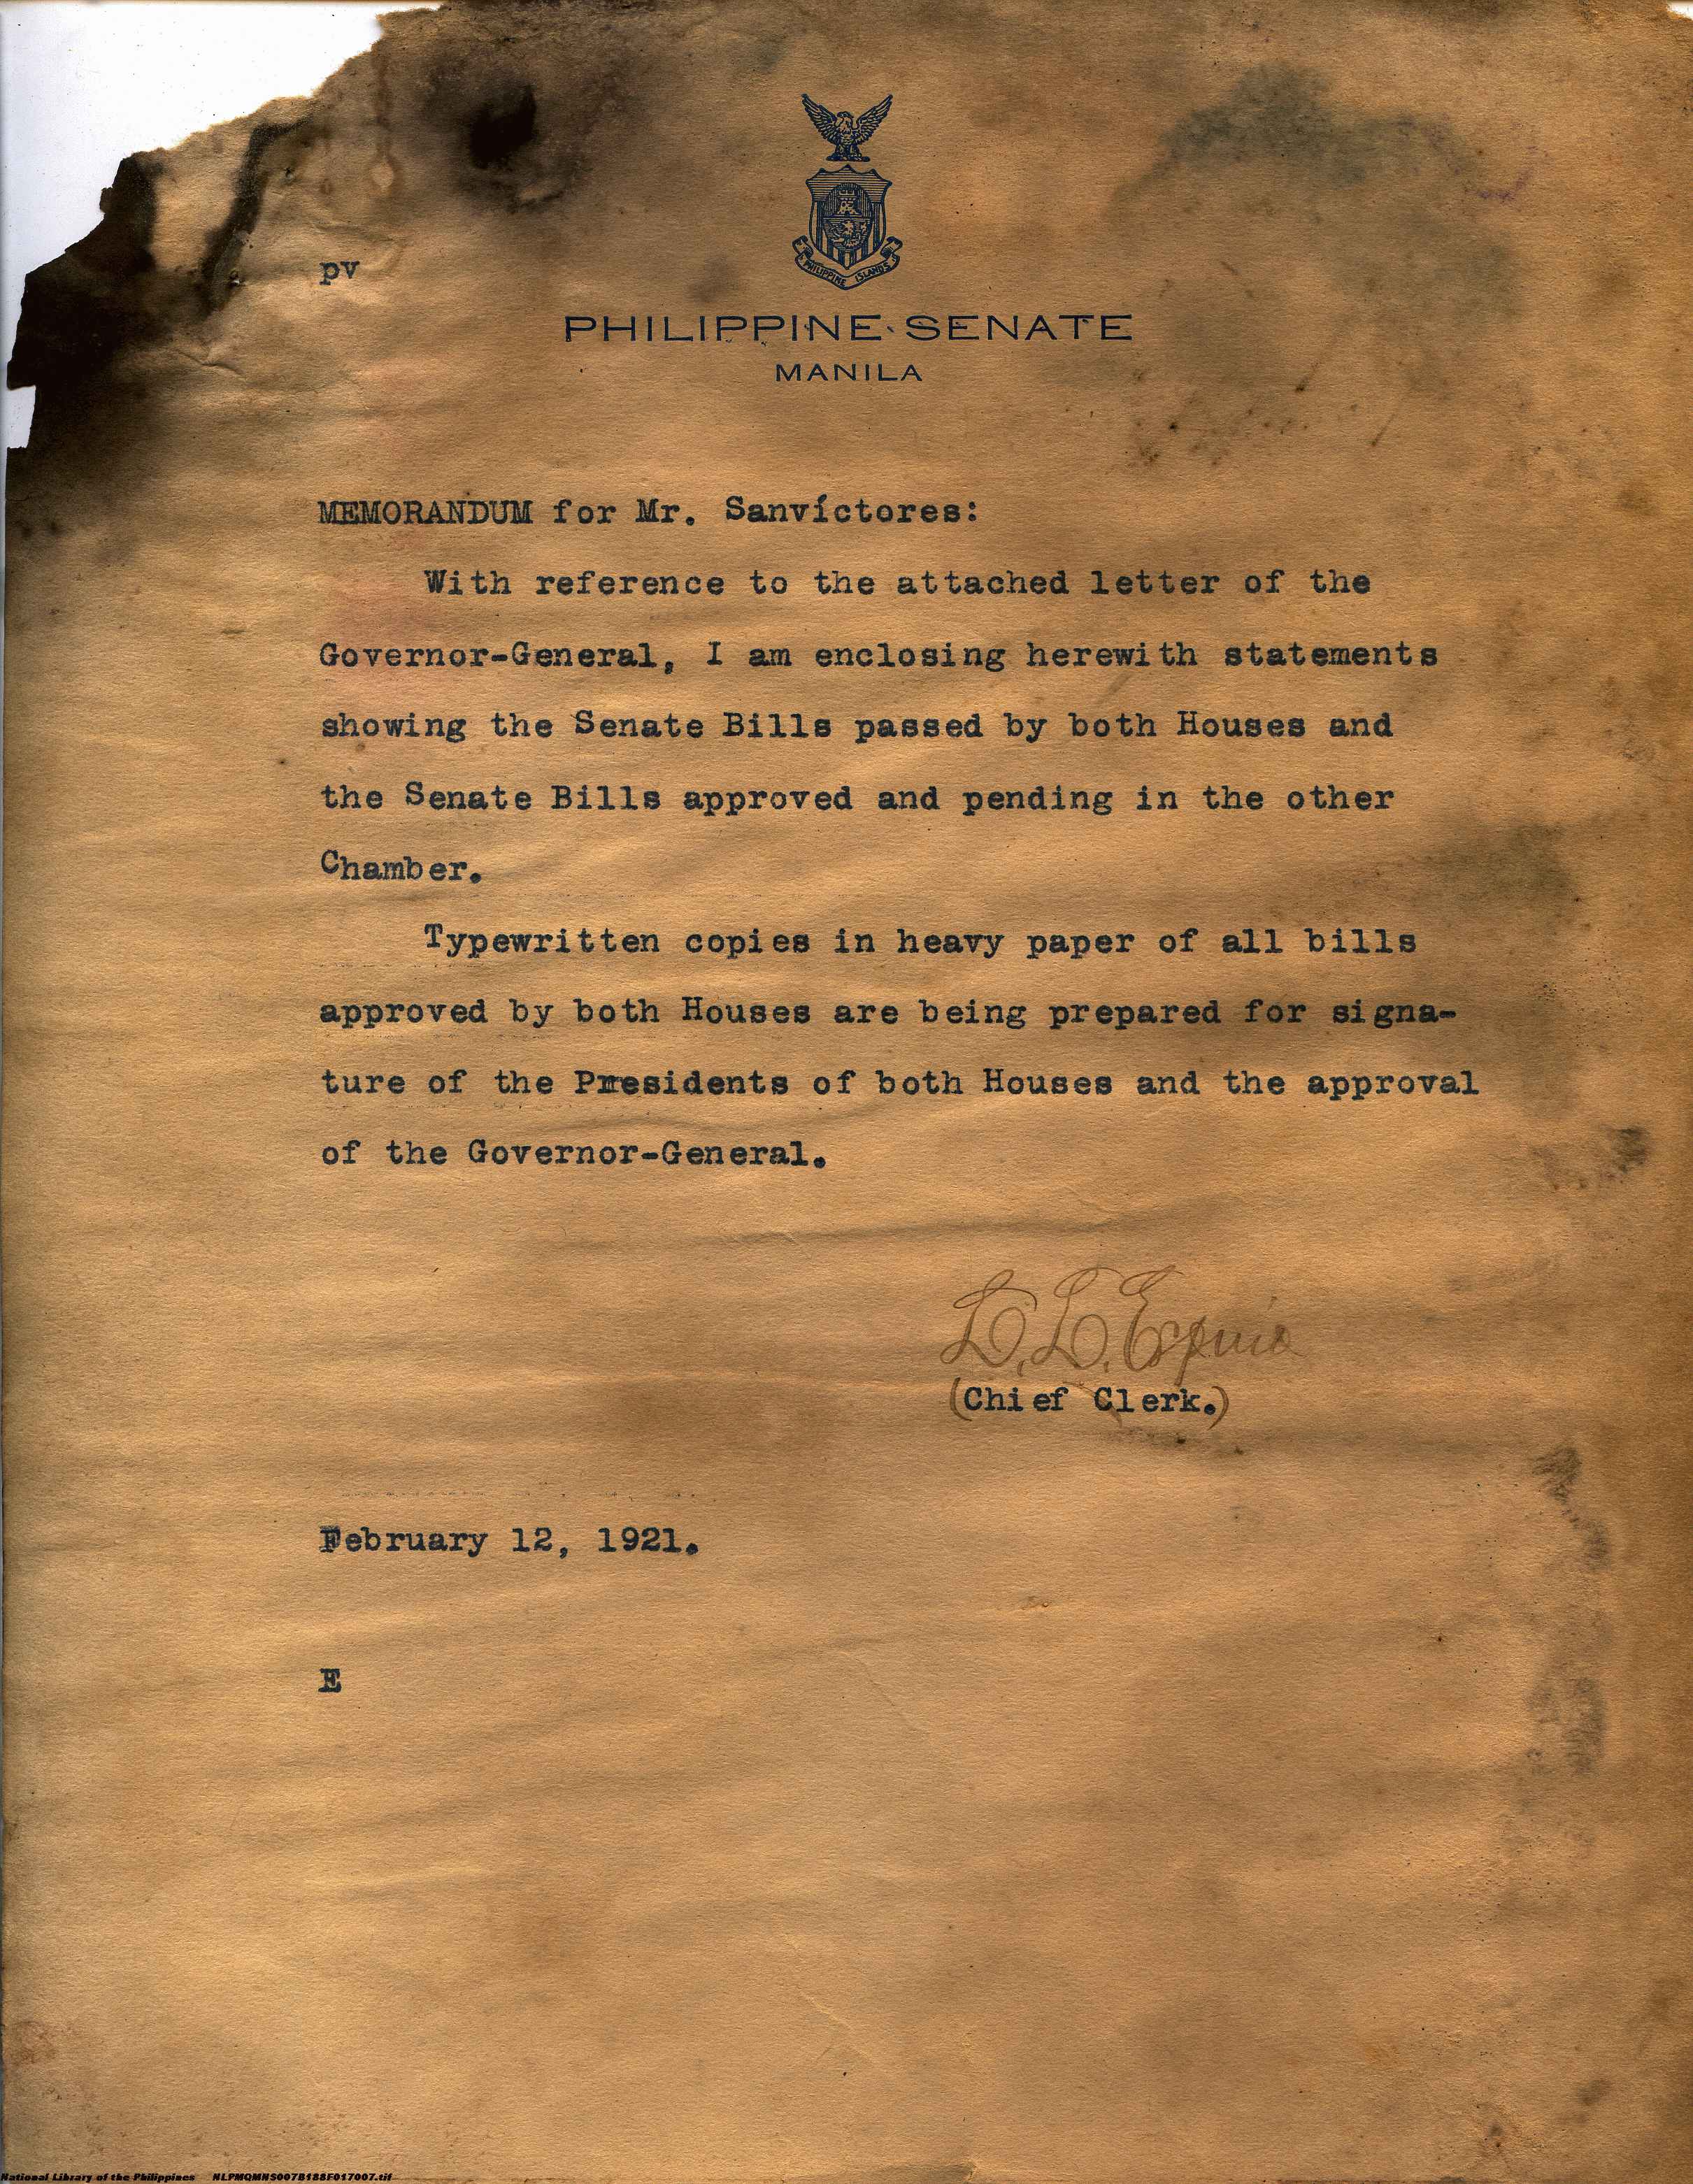 PHILIPPINE ISLANDS
pv
PHILIPPINE SENATE
MANILA
MEMORANDUM for Mr. Sanvíctores:
With reference to the attached letter of the
Governor-General, I am enclosing herewith statements
showing the Senate Bills passed by both Houses and
the Senate Bills approved and pending in the other
Chamber.
Typewritten copies in heavy paper of all bills
approved by both Houses are being prepared for signa-
ture of the Presidents of both Houses and the approval
of the Governor-General.
(Chief Clerk.)
February 12, 1921.
E
National Library of the Philippines NLPMQMNS007B188F017007.tif